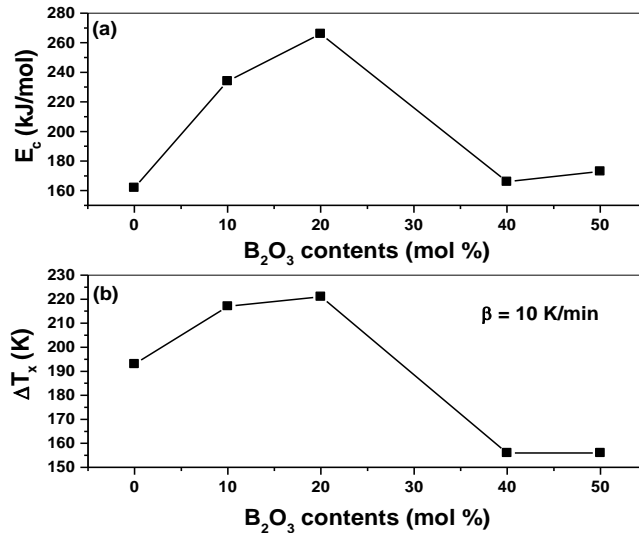 (a)
E_c (kJ/mol)
280
260
240
220
200
180
160
0 10 20 30 40 50
B₂O₃ contents (mol %)
(b)
β = 10 K/min
ΔT_x (K)
230
220
210
200
190
180
170
160
150
0 10 20 30 40 50
B₂O₃ contents (mol %)